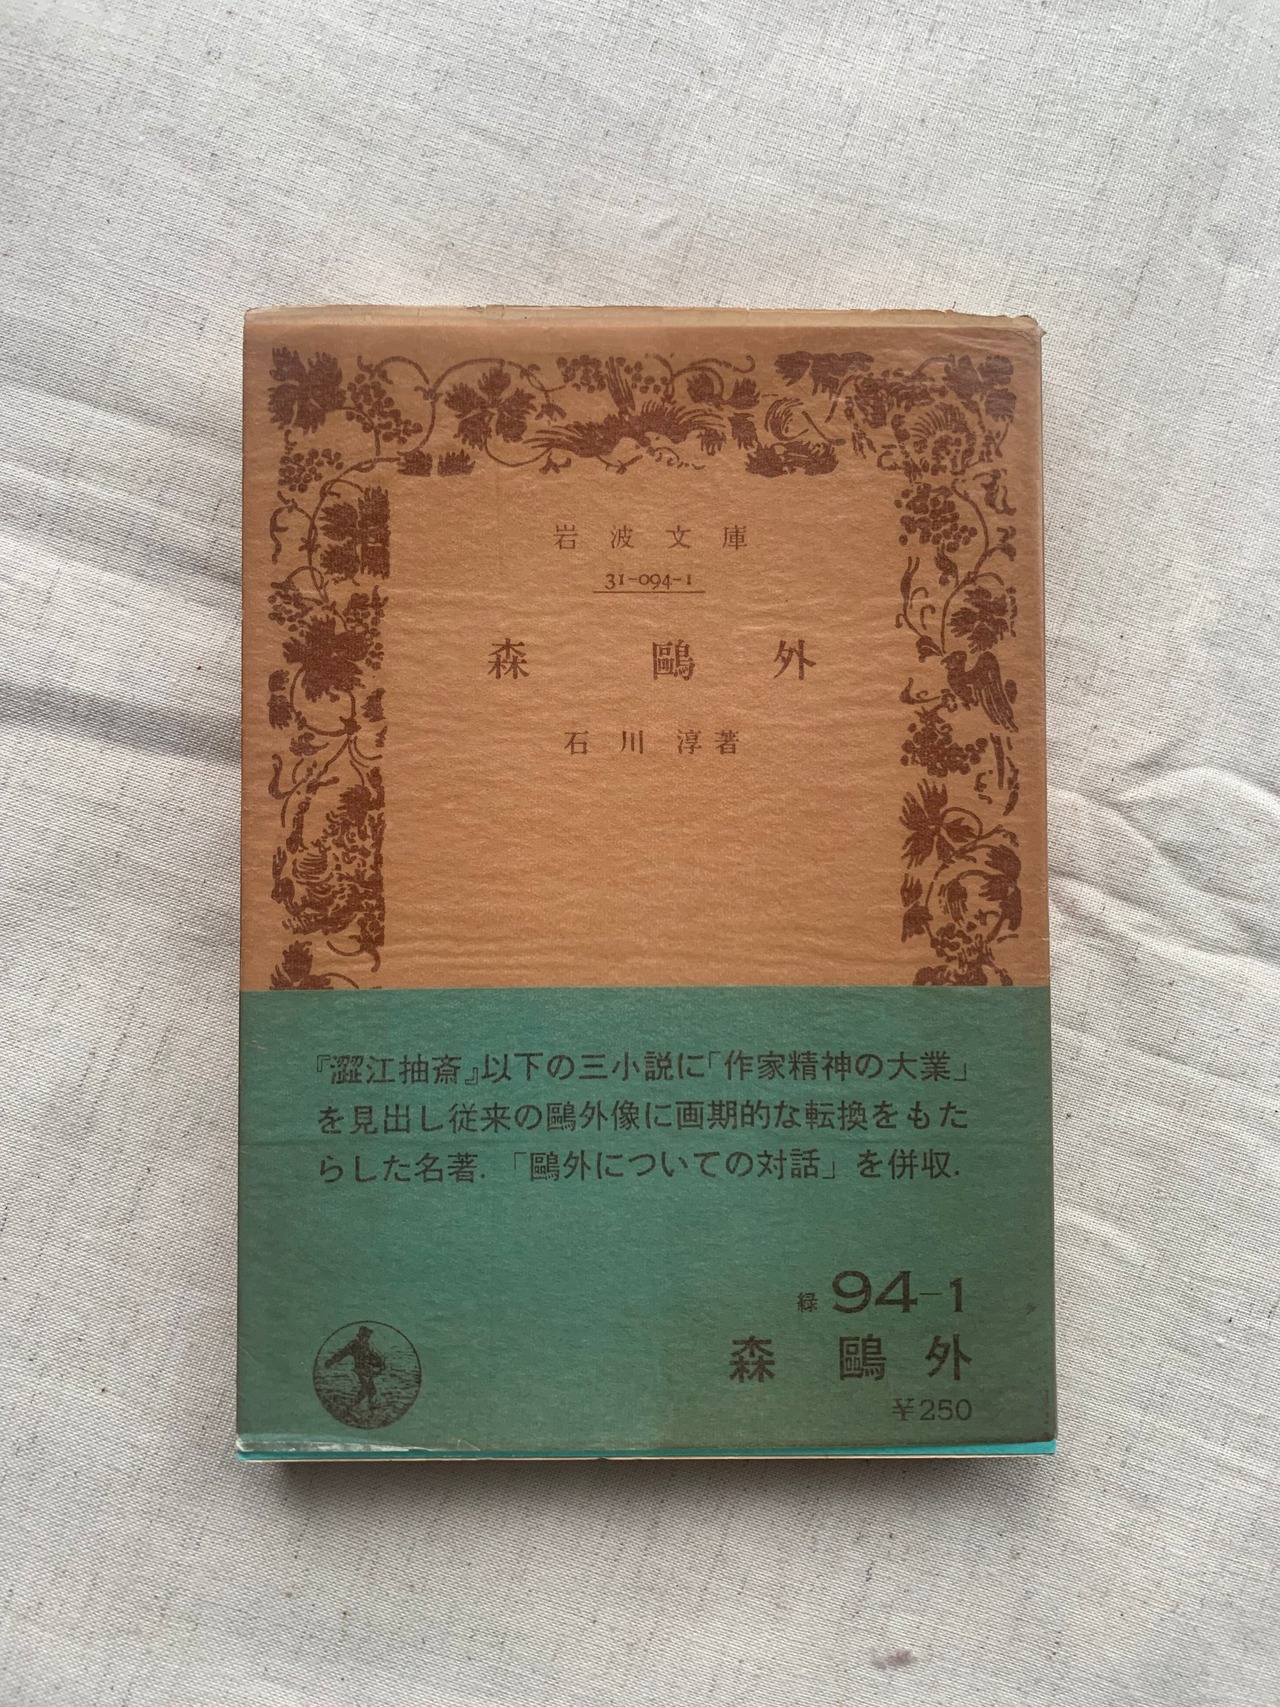 岩波文庫
31-094-1
森鷗外
石川淳著
『澀江抽斎』以下の三小説に「作家精神の大業」
を見出し従来の鷗外像に画期的な転換をもた
らした名著.「鷗外についての対話」を併収.
緑 94-1
森鷗外
¥250